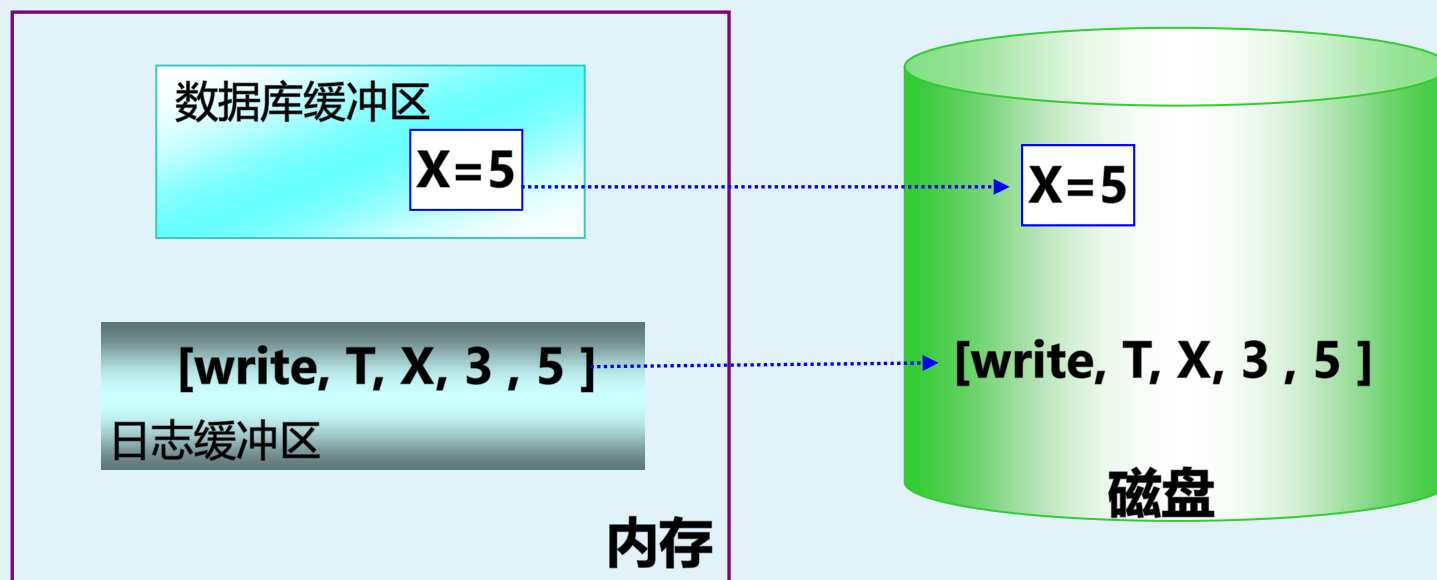 数据库缓冲区
X=5
X=5
[write, T, X, 3 , 5 ]
[write, T, X, 3 , 5 ]
日志缓冲区
磁盘
内存